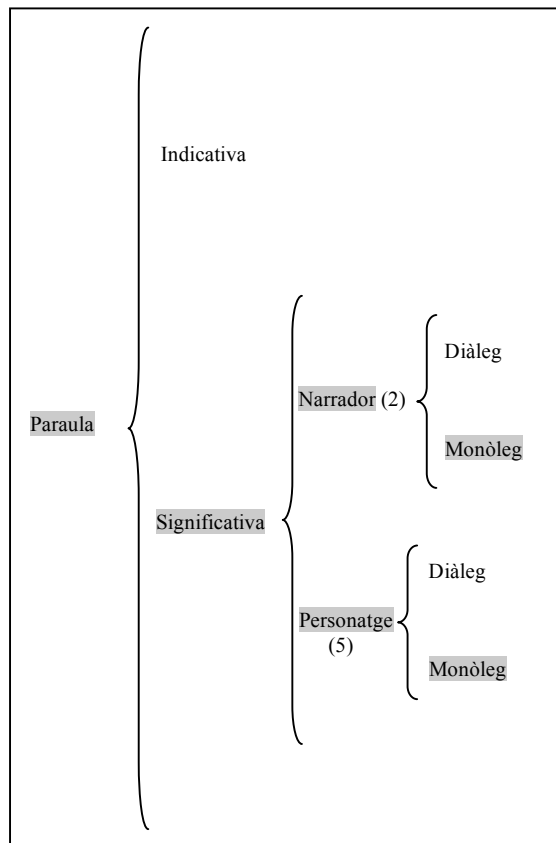 Indicativa
Diàleg
Narrador (2)
Paraula
Monòleg
Significativa
Diàleg
Personatge
(5)
Monòleg